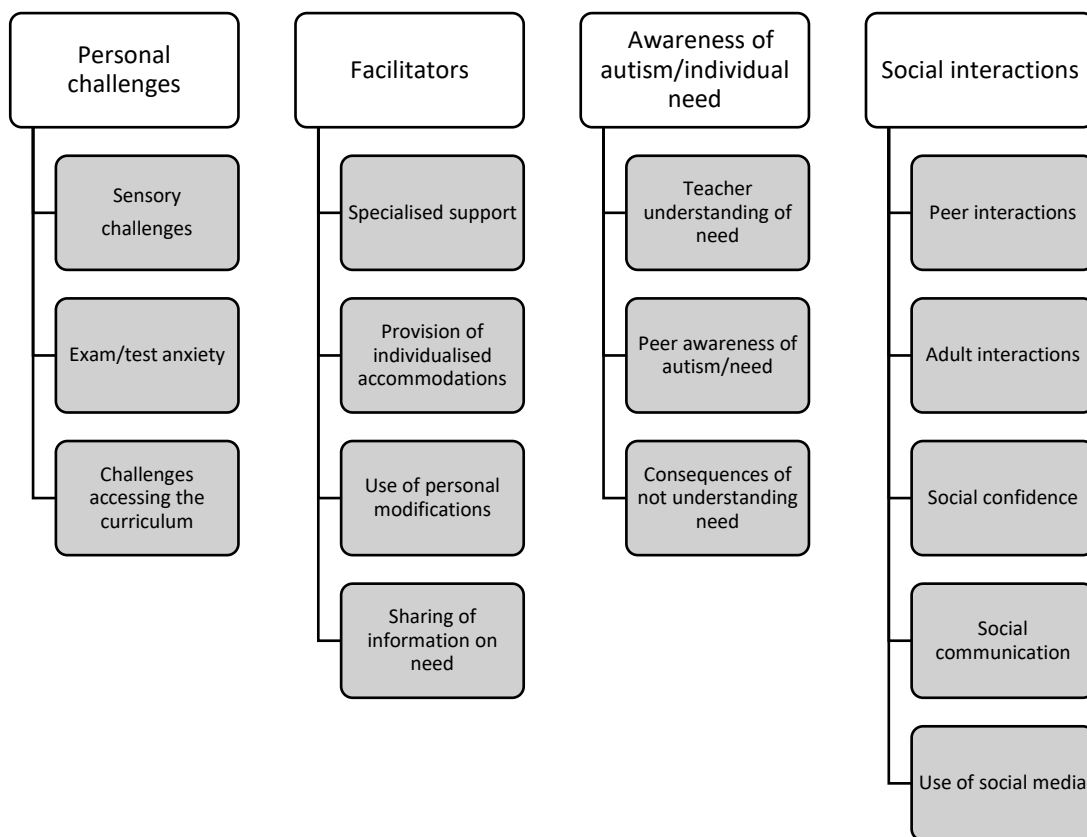 Personal
challenges
Sensory
challenges
Exam/test anxiety
Challenges
accessing the
curriculum
Facilitators
Specialised support
Provision of
individualised
accommodations
Use of personal
modifications
Sharing of
information on
need
Awareness of
autism/individual
need
Teacher
understanding of
need
Peer awareness of
autism/need
Consequences of
not understanding
need
Social interactions
Peer interactions
Adult interactions
Social confidence
Social
communication
Use of social media